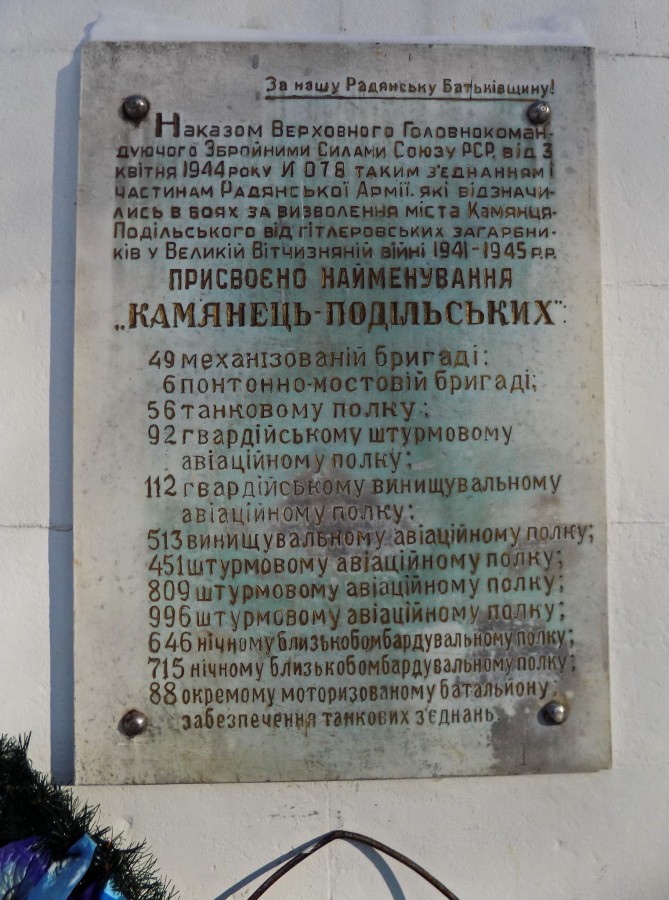 За нашу Радянську Батьківщину!
Наказом Верховного Головнокоман-
дуючого Збройними Силами Союзу РСР, від 3
квітня 1944 року И 078 таким з'єднанням і
частинам Радянської Армії, які відзначи-
лись в боях за визволення міста Камянця-
Подільського від гітлеровських загарбни-
ків у Великій Вітчизняній війні 1941-1945 р.р.
ПРИСВОЄНО НАЙМЕНУВАННЯ
„КАМЯНЕЦЬ-ПОДІЛЬСЬКИХ":
49 механізованій бригаді;
6 понтонно-мостовій бригаді;
56 танковому полку;
92 гвардійському штурмовому
авіаційному полку;
112 гвардійському винищувальному
авіаційному полку;
513 винищувальному авіаційному полку;
451 штурмовому авіаційному полку;
809 штурмовому авіаційному полку;
996 штурмовому авіаційному полку;
646 нічному близькобомбардувальному полку;
715 нічному близькобомбардувальному полку;
88 окремому моторизованому батальйону
забезпечення танкових з'єднань.